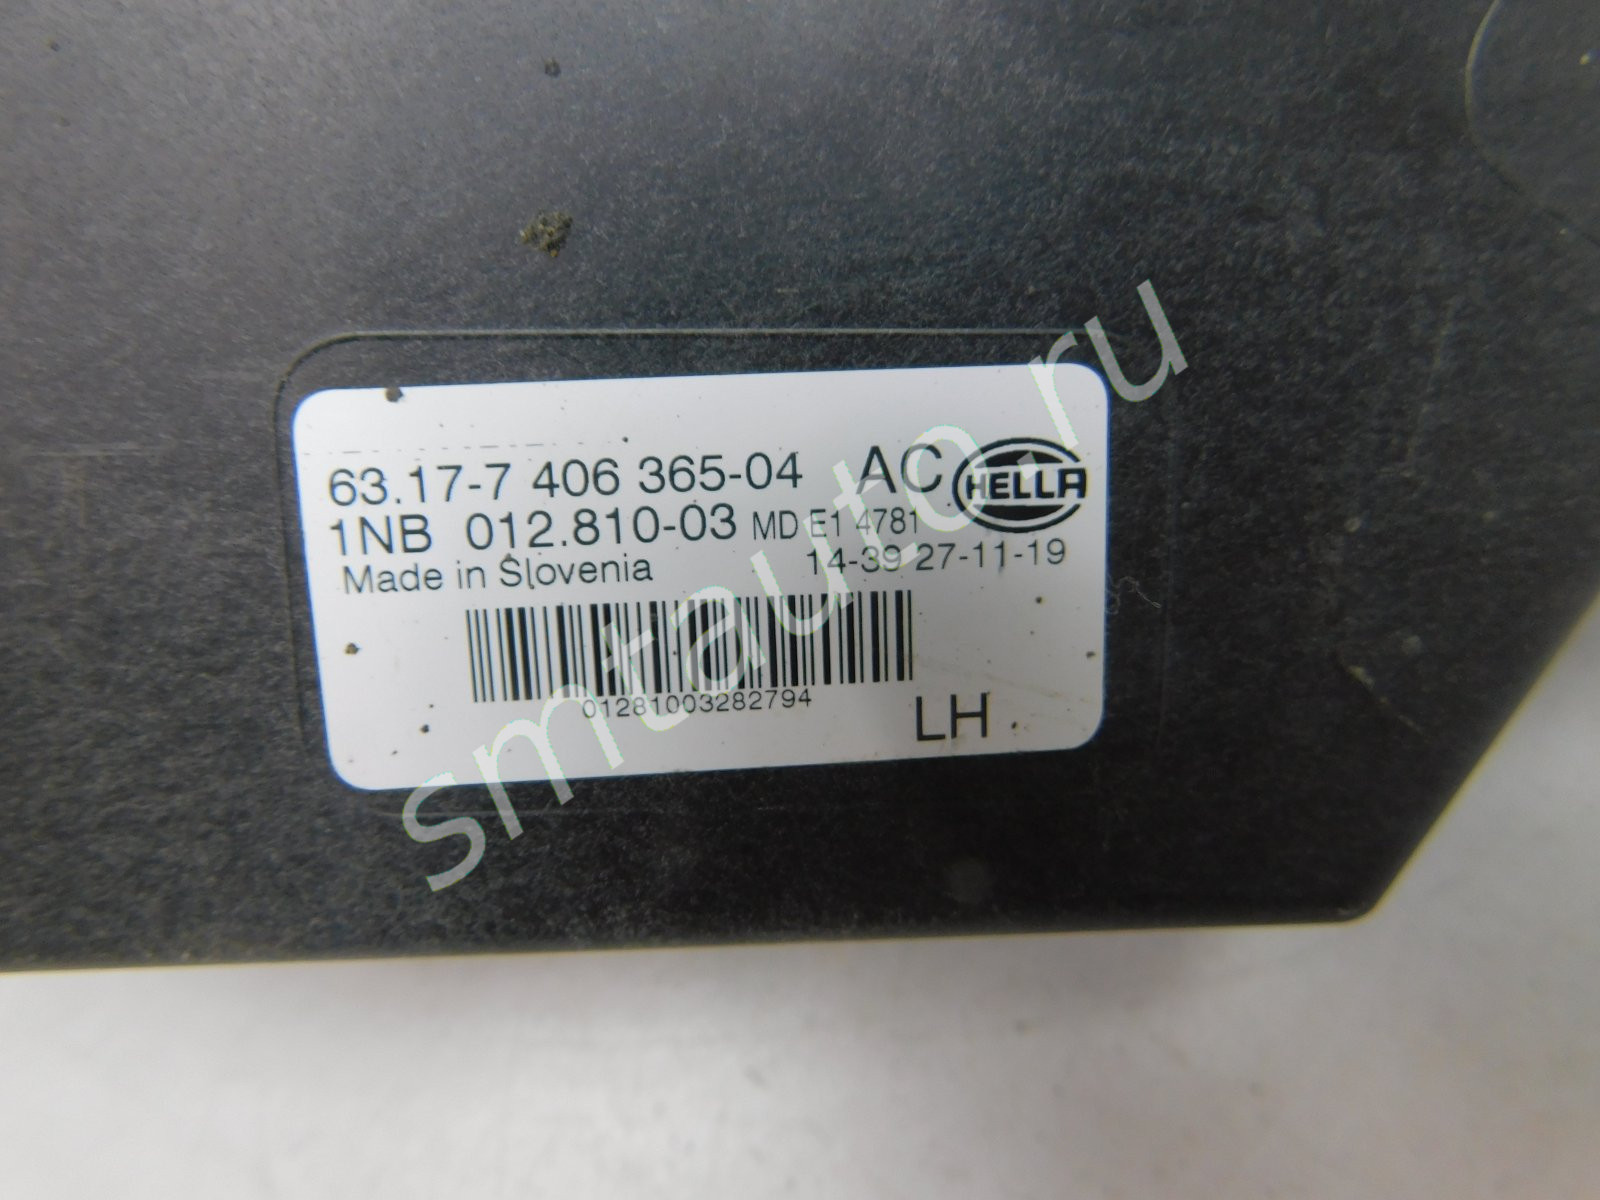 63.17-7 406 365-04 AC HELLA
1NB 012.810-03 MD E1 4781
Made in Slovenia 14-39 27-11-19
01281003282794
LH
smtauto.ru